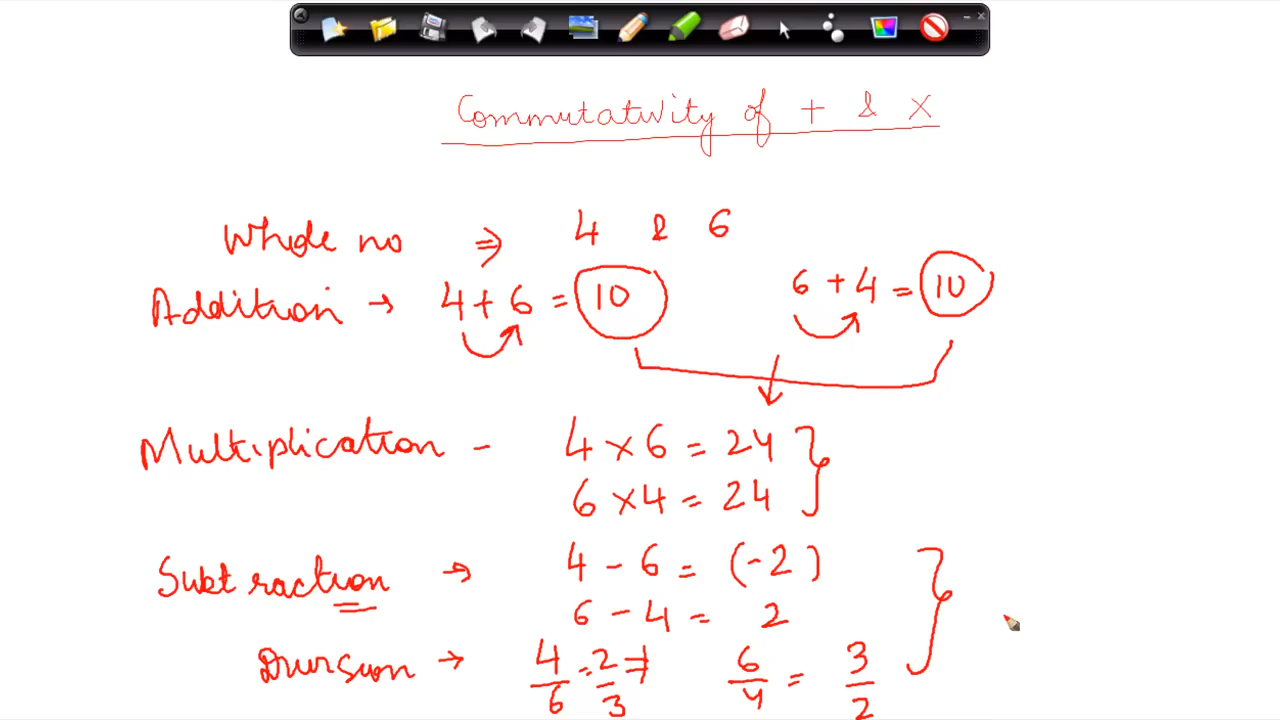 Commutativity of + & X
Whole no ⇒ 4 & 6
Addition → 4 + 6 = 10 6 + 4 = 10
Multiplication - 4 × 6 = 24
6 × 4 = 24
Subtraction → 4 - 6 = (-2)
6 - 4 = 2
Division → 4/6 = 2/3 ≠ 6/4 = 3/2